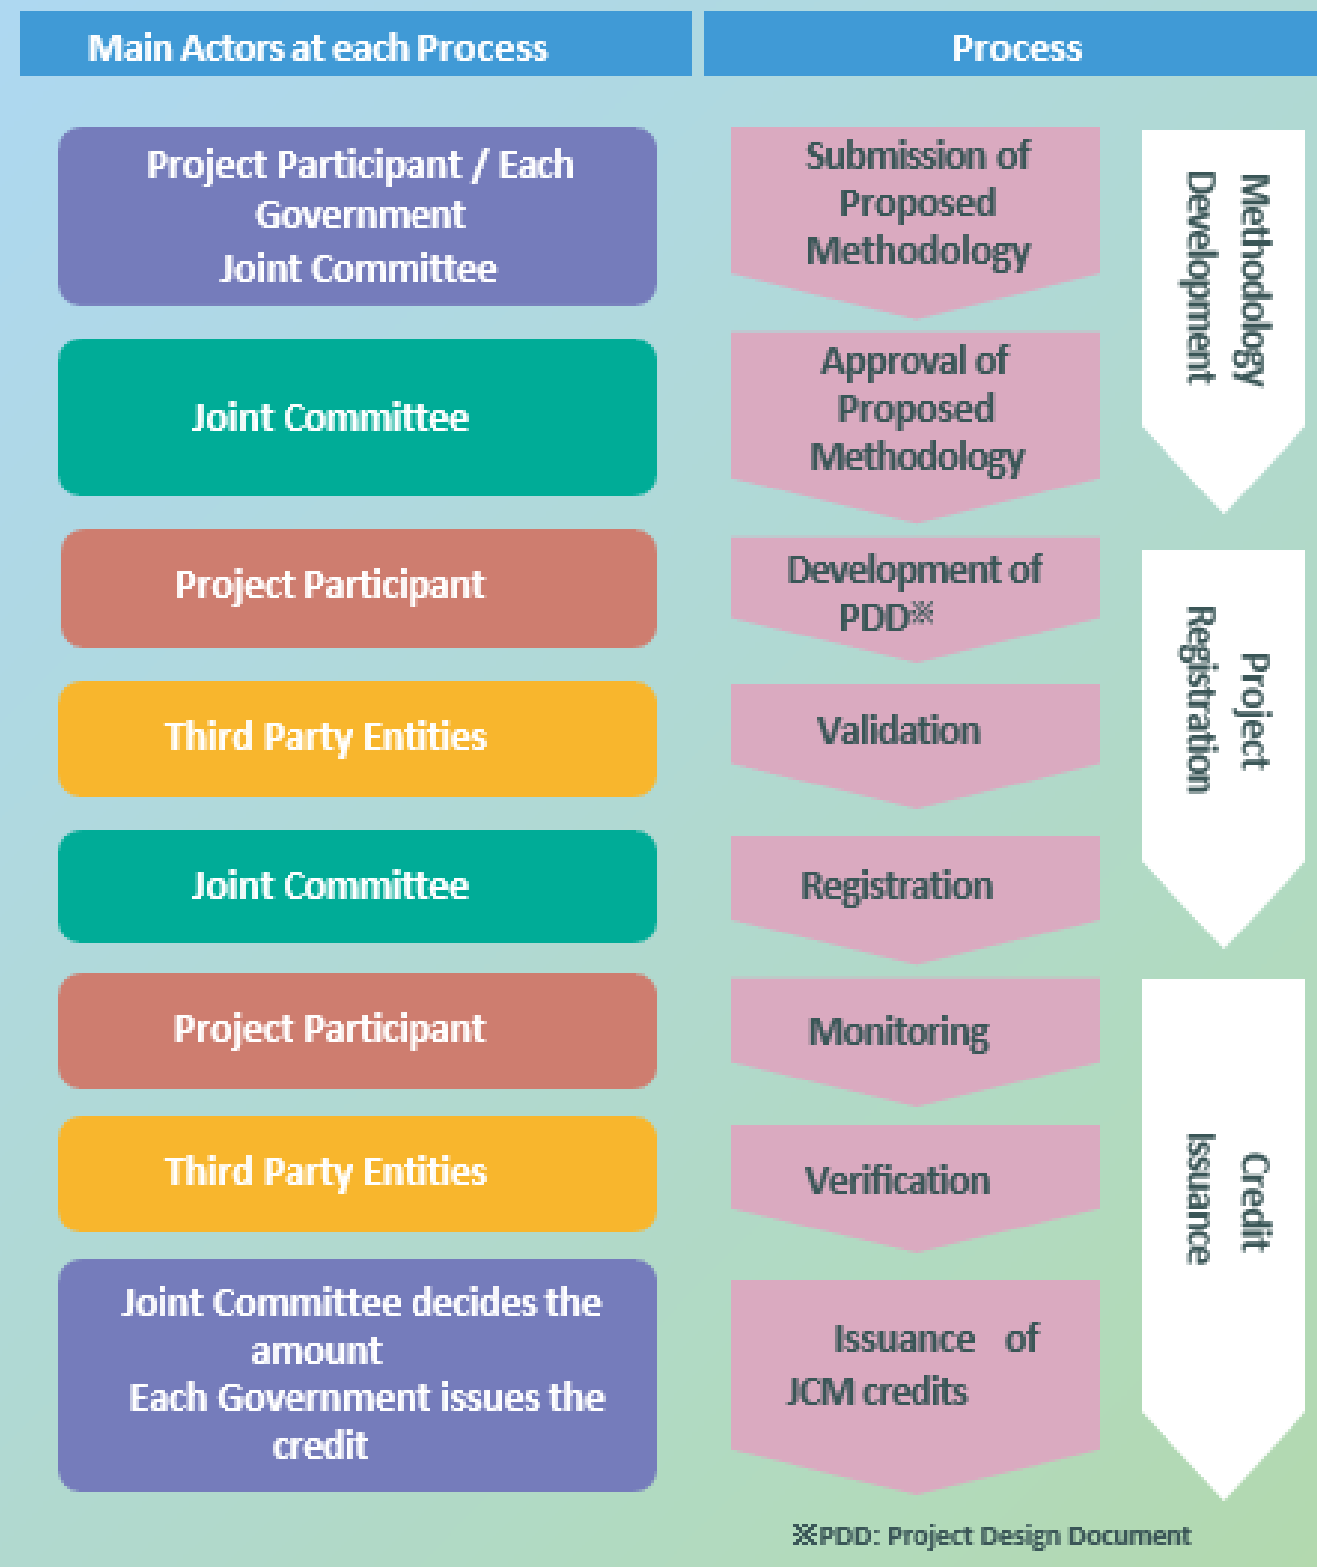 Main Actors at each Process
Process
Project Participant / Each
Government
Joint Committee
Submission of
Proposed
Methodology
Methodology
Development
Joint Committee
Approval of
Proposed
Methodology
Project Participant
Development of
PDD※
Project
Registration
Third Party Entities
Validation
Joint Committee
Registration
Project Participant
Monitoring
Credit
Issuance
Third Party Entities
Verification
Joint Committee decides the
amount
Each Government issues the
credit
Issuance of
JCM credits
※PDD: Project Design Document